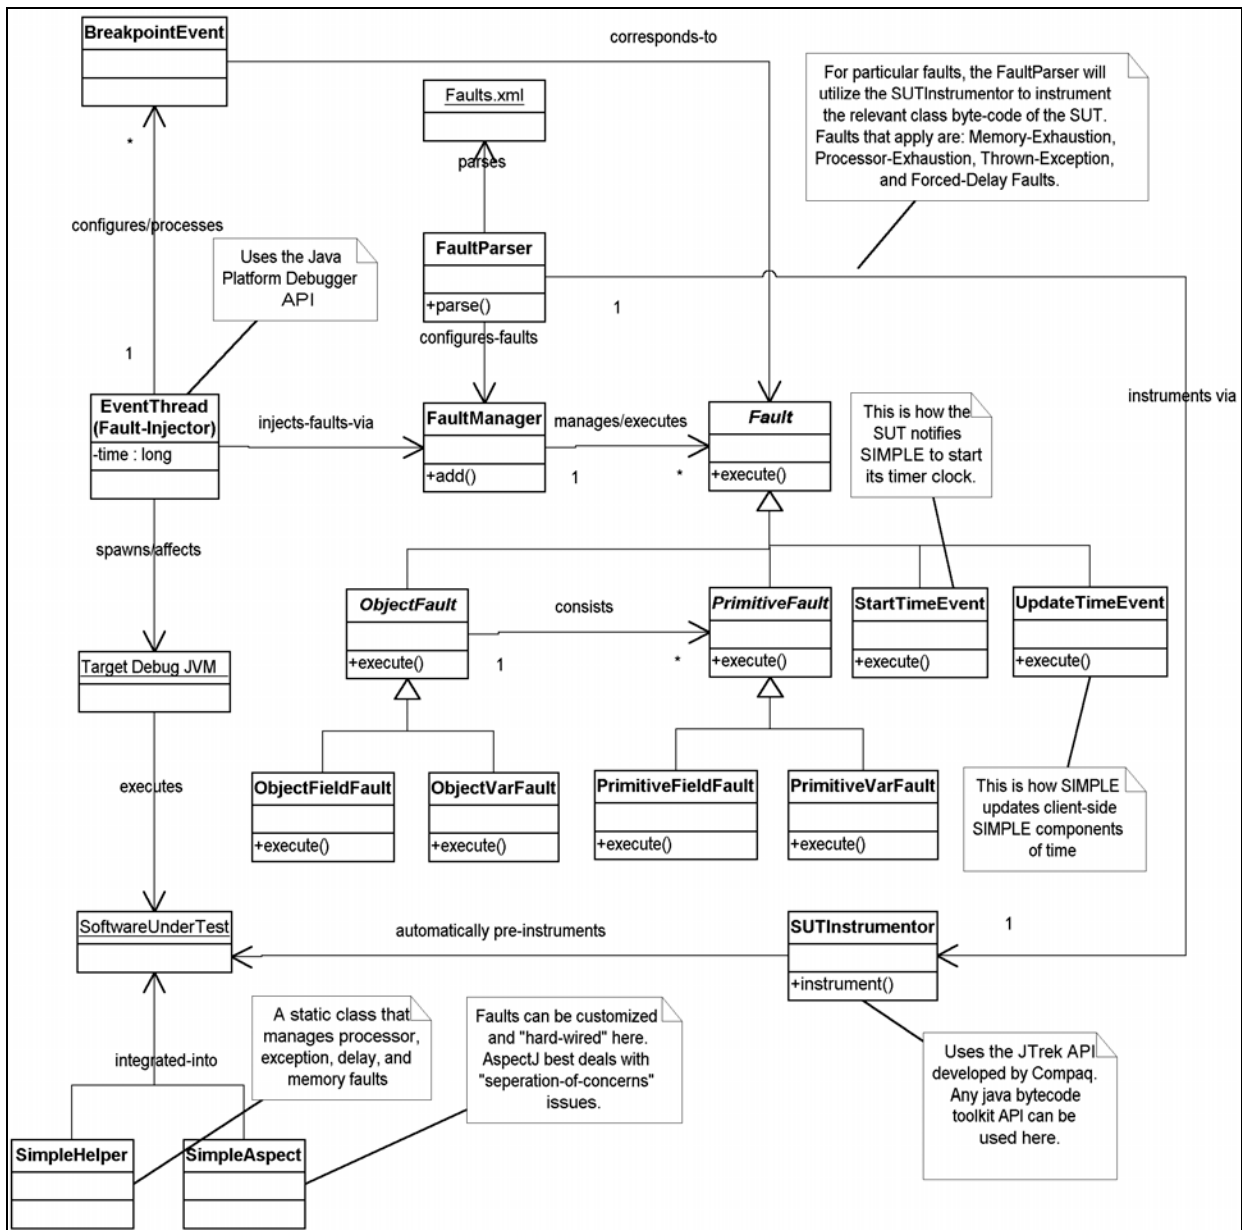 BreakpointEvent
corresponds-to
For particular faults, the FaultParser will
utilize the SUTInstrumentor to instrument
the relevant class byte-code of the SUT.
Faults that apply are: Memory-Exhaustion,
Processor-Exhaustion, Thrown-Exception,
and Forced-Delay Faults.
Faults.xml
*
parses
configures/processes
Uses the Java
Platform Debugger
API
FaultParser
+parse()
1
configures-faults
1
instruments via
EventThread
(Fault-Injector)
-time : long
injects-faults-via
FaultManager
+add()
manages/executes
1
*
Fault
+execute()
This is how the
SUT notifies
SIMPLE to start
its timer clock.
spawns/affects
ObjectFault
+execute()
consists
1
*
PrimitiveFault
+execute()
StartTimeEvent
+execute()
UpdateTimeEvent
+execute()
Target Debug JVM
executes
ObjectFieldFault
+execute()
ObjectVarFault
+execute()
PrimitiveFieldFault
+execute()
PrimitiveVarFault
+execute()
This is how SIMPLE
updates client-side
SIMPLE components
of time
SoftwareUnderTest
automatically pre-instruments
SUTInstrumentor
+instrument()
1
integrated-into
A static class that
manages processor,
exception, delay, and
memory faults
Faults can be customized
and "hard-wired" here.
AspectJ best deals with
"seperation-of-concerns"
issues.
Uses the JTrek API
developed by Compaq.
Any java bytecode
toolkit API can be
used here.
SimpleHelper
SimpleAspect